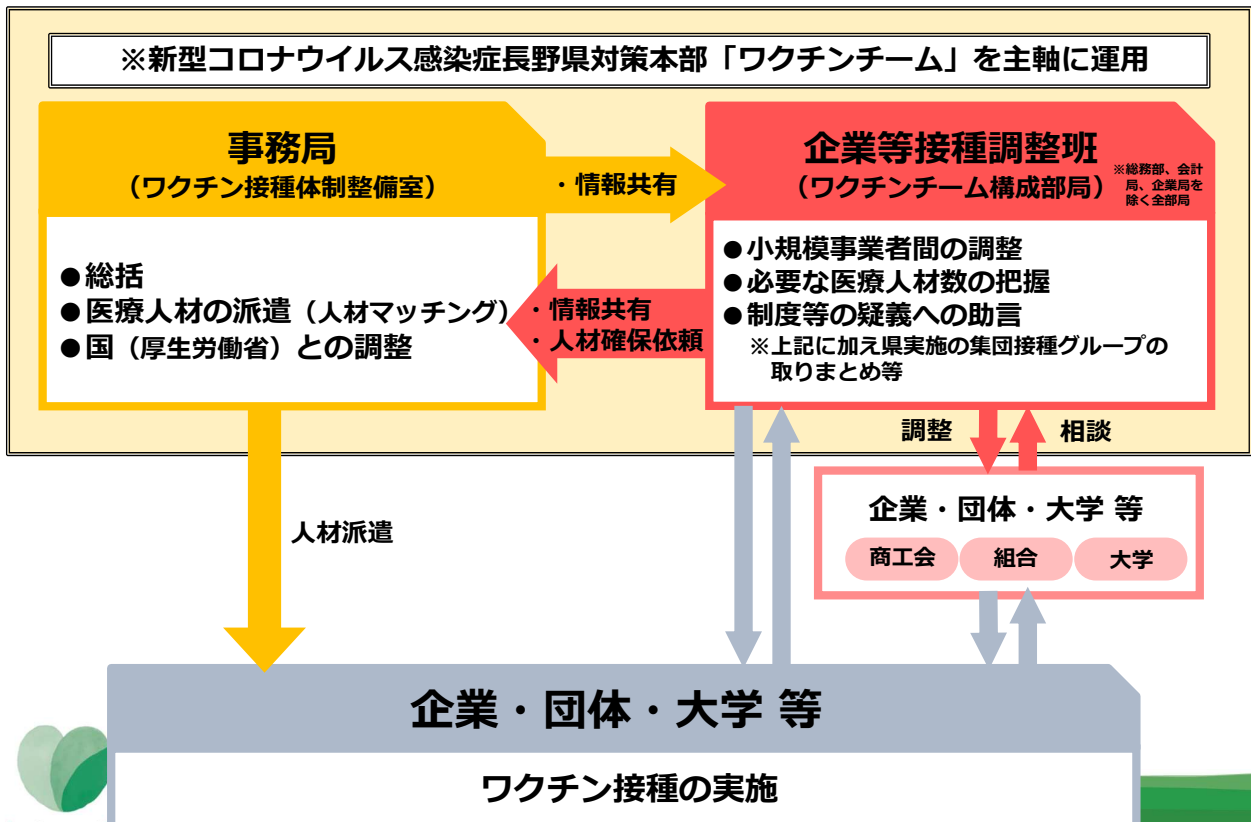 ※新型コロナウイルス感染症長野県対策本部「ワクチンチーム」を主軸に運用
事務局
（ワクチン接種体制整備室）
●総括
●医療人材の派遣（人材マッチング）
●国（厚生労働省）との調整
・情報共有
・情報共有
・人材確保依頼
企業等接種調整班
（ワクチンチーム構成部局）
※総務部、会計
局、企業局を
除く全部局
●小規模事業者間の調整
●必要な医療人材数の把握
●制度等の疑義への助言
※上記に加え県実施の集団接種グループの
取りまとめ等
調整
相談
企業・団体・大学 等
商工会
組合
大学
人材派遣
企業・団体・大学 等
ワクチン接種の実施